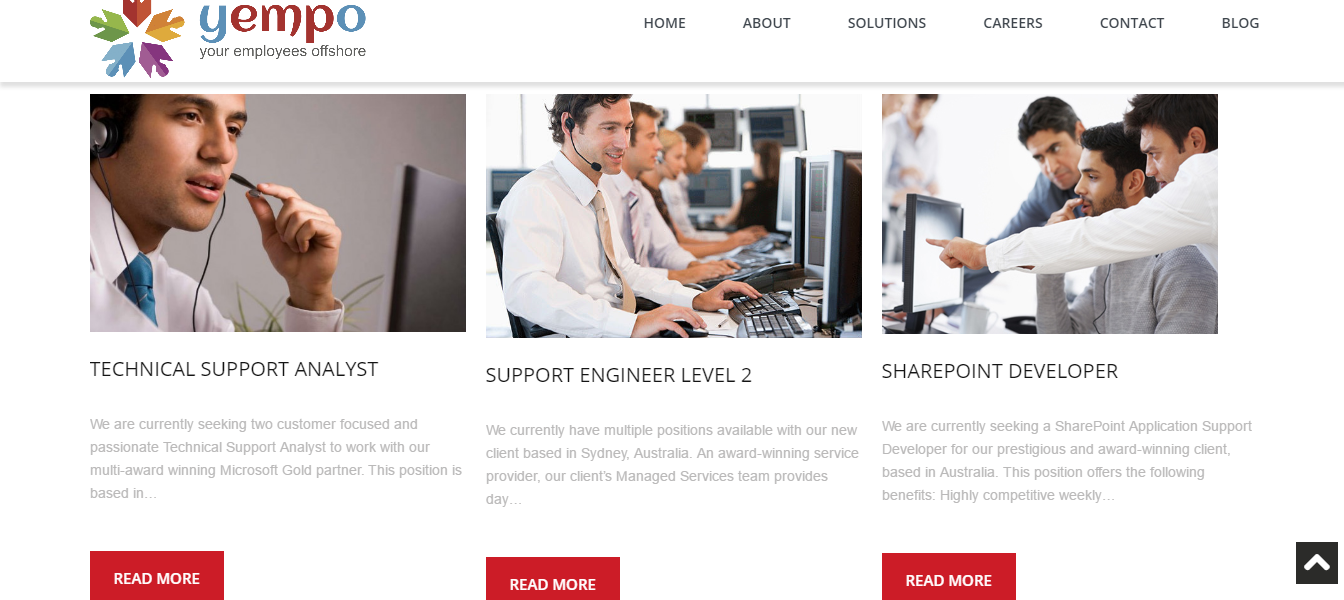 yempo
your employees offshore
HOME
ABOUT
SOLUTIONS
CAREERS
CONTACT
BLOG
TECHNICAL SUPPORT ANALYST
We are currently seeking two customer focused and
passionate Technical Support Analyst to work with our
multi-award winning Microsoft Gold partner. This position is
based in…
READ MORE
SUPPORT ENGINEER LEVEL 2
We currently have multiple positions available with our new
client based in Sydney, Australia. An award-winning service
provider, our client’s Managed Services team provides
day…
READ MORE
SHAREPOINT DEVELOPER
We are currently seeking a SharePoint Application Support
Developer for our prestigious and award-winning client,
based in Australia. This position offers the following
benefits: Highly competitive weekly…
READ MORE